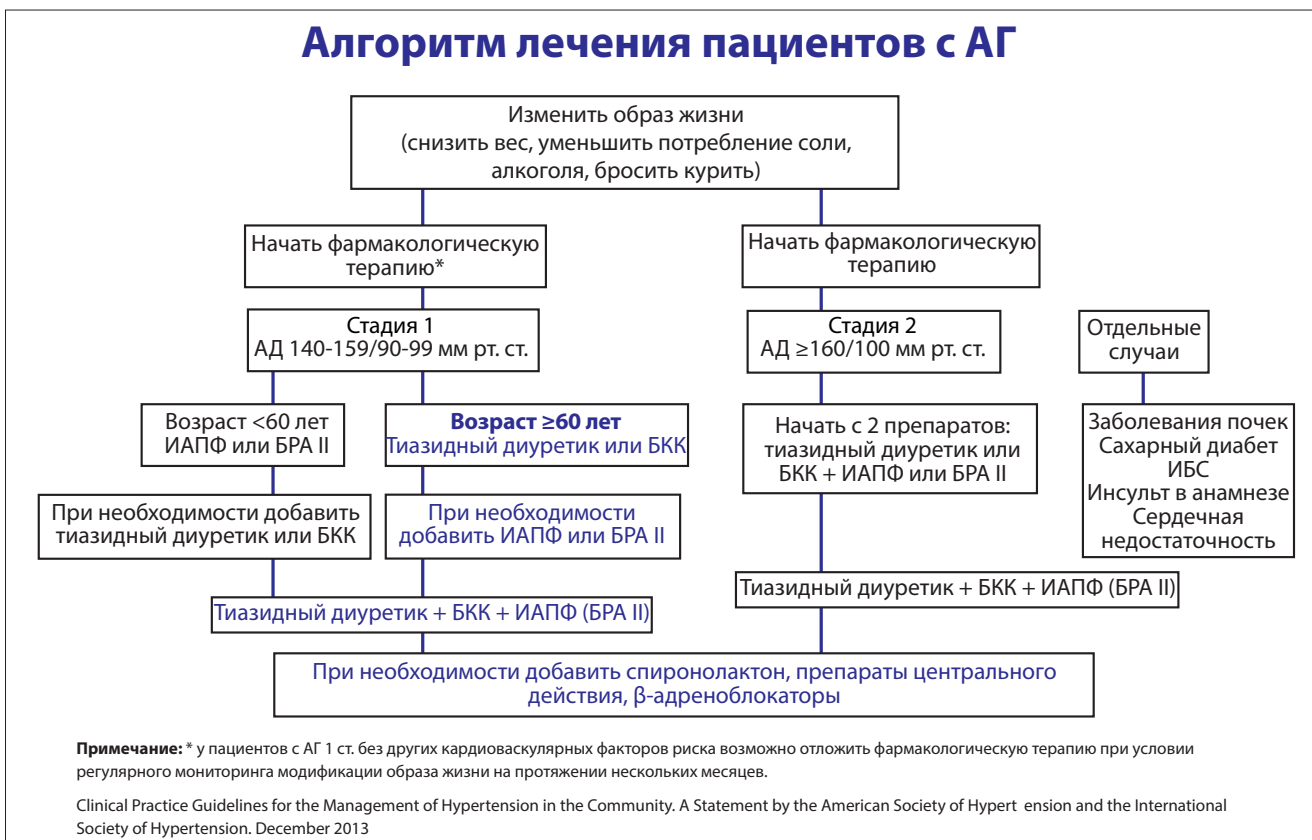 Алгоритм лечения пациентов с АГ
Изменить образ жизни
(снизить вес, уменьшить потребление соли,
алкоголя, бросить курить)
Начать фармакологическую
терапию*
Начать фармакологическую
терапию
Стадия 1
АД 140-159/90-99 мм рт. ст.
Стадия 2
АД ≥160/100 мм рт. ст.
Отдельные
случаи
Возраст <60 лет
ИАПФ или БРА II
Возраст ≥60 лет
Тиазидный диуретик или БКК
Начать с 2 препаратов:
тиазидный диуретик или
БКК + ИАПФ или БРА II
Заболевания почек
Сахарный диабет
ИБС
Инсульт в анамнезе
Сердечная
недостаточность
При необходимости добавить
тиазидный диуретик или БКК
При необходимости
добавить ИАПФ или БРА II
Тиазидный диуретик + БКК + ИАПФ (БРА II)
Тиазидный диуретик + БКК + ИАПФ (БРА II)
При необходимости добавить спиронолактон, препараты центрального
действия, β-адреноблокаторы
Примечание: * у пациентов с АГ 1 ст. без других кардиоваскулярных факторов риска возможно отложить фармакологическую терапию при условии
регулярного мониторинга модификации образа жизни на протяжении нескольких месяцев.
Clinical Practice Guidelines for the Management of Hypertension in the Community. A Statement by the American Society of Hypert ension and the International
Society of Hypertension. December 2013